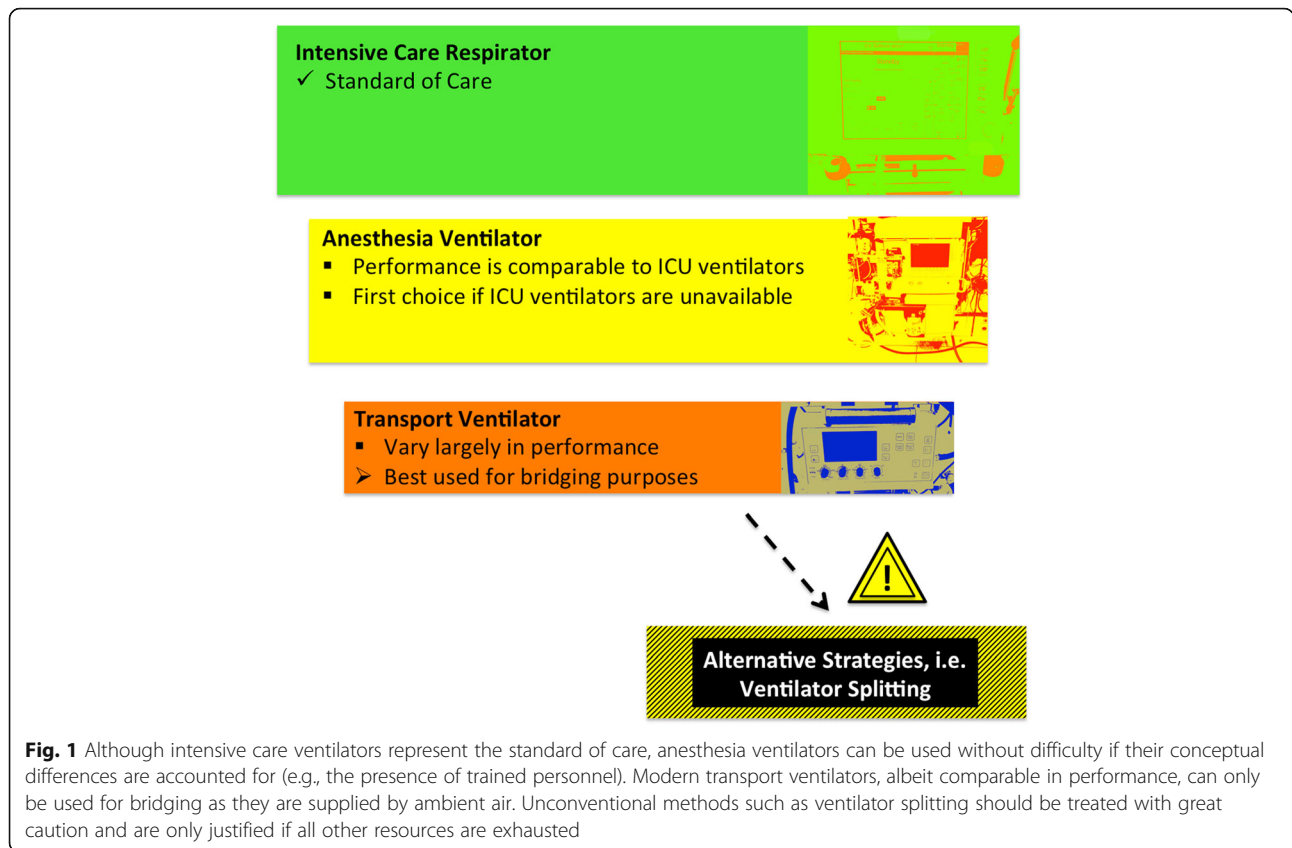 Intensive Care Respirator
✓ Standard of Care
Anesthesia Ventilator
▪ Performance is comparable to ICU ventilators
▪ First choice if ICU ventilators are unavailable
Transport Ventilator
▪ Vary largely in performance
➢ Best used for bridging purposes
!
Alternative Strategies, i.e.
Ventilator Splitting
Fig. 1 Although intensive care ventilators represent the standard of care, anesthesia ventilators can be used without difficulty if their conceptual
differences are accounted for (e.g., the presence of trained personnel). Modern transport ventilators, albeit comparable in performance, can only
be used for bridging as they are supplied by ambient air. Unconventional methods such as ventilator splitting should be treated with great
caution and are only justified if all other resources are exhausted